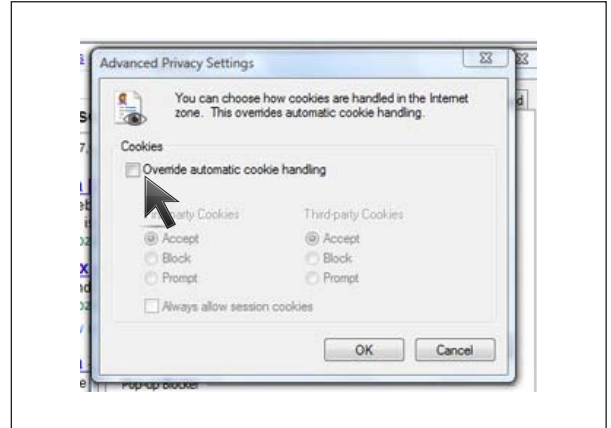 Advanced Privacy Settings
You can choose how cookies are handled in the Internet
zone. This overrides automatic cookie handling.
Cookies
Override automatic cookie handling
Third-party Cookies
Accept
Accept
Block
Block
Prompt
Prompt
Always allow session cookies
OK Cancel
Pop-up Blocker